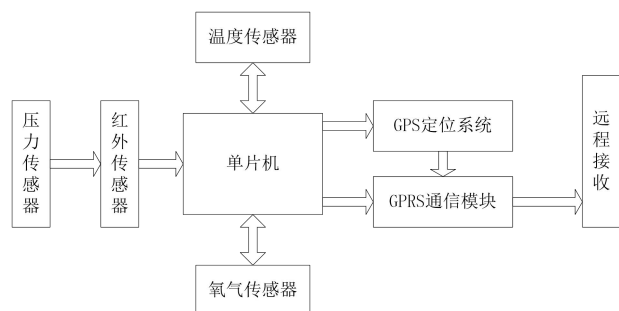 温度传感器
压力传感器
红外传感器
单片机
GPS定位系统
GPRS通信模块
远程接收
氧气传感器